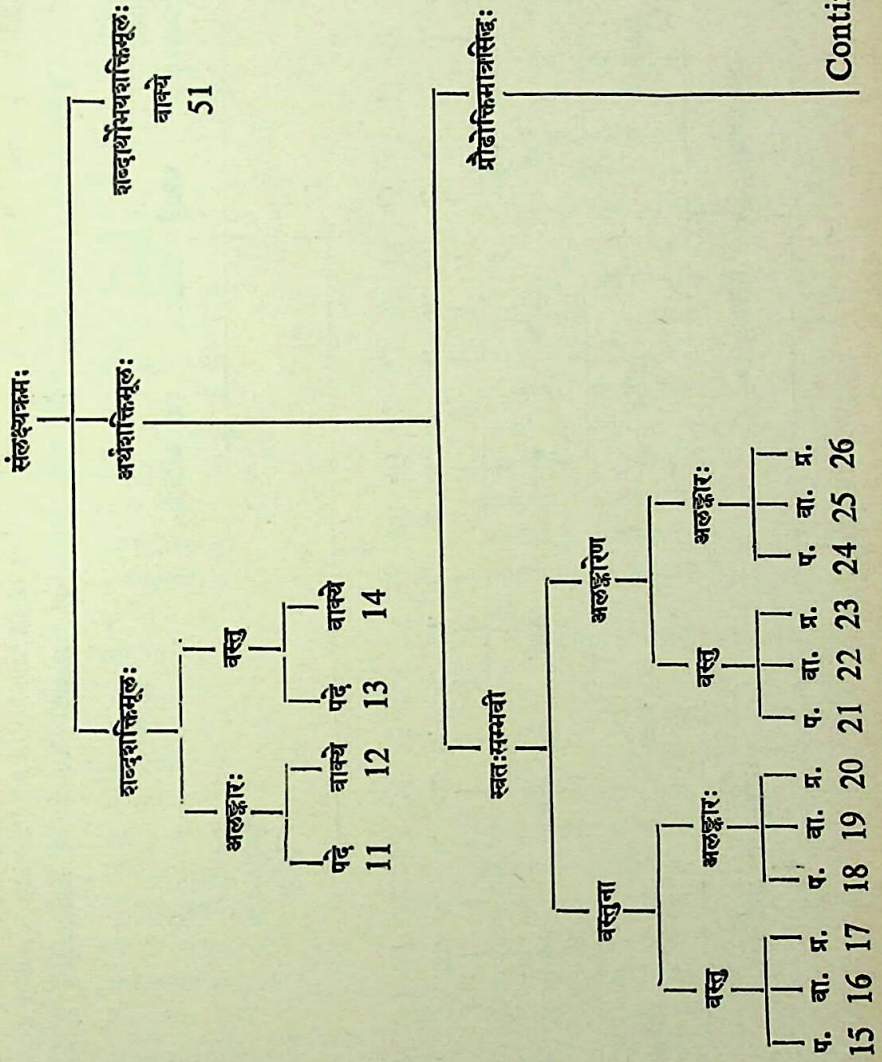 संलक्ष्यक्रमः
शब्दशक्तिमूलः अर्थशक्तिमूलः शब्दार्थोभयशक्तिमूलः
वाक्ये
51
अलङ्कारः वस्तु
पदे वाक्ये पदे वाक्ये
11 12 13 14
स्वतःसम्भवी प्रौढोक्तिमात्रसिद्धः
वस्तुना अलङ्कारेण
वस्तु अलङ्कारः वस्तु अलङ्कारः
प. वा. प्र. प. वा. प्र. प. वा. प्र. प. वा. प्र.
15 16 17 18 19 20 21 22 23 24 25 26
Conti